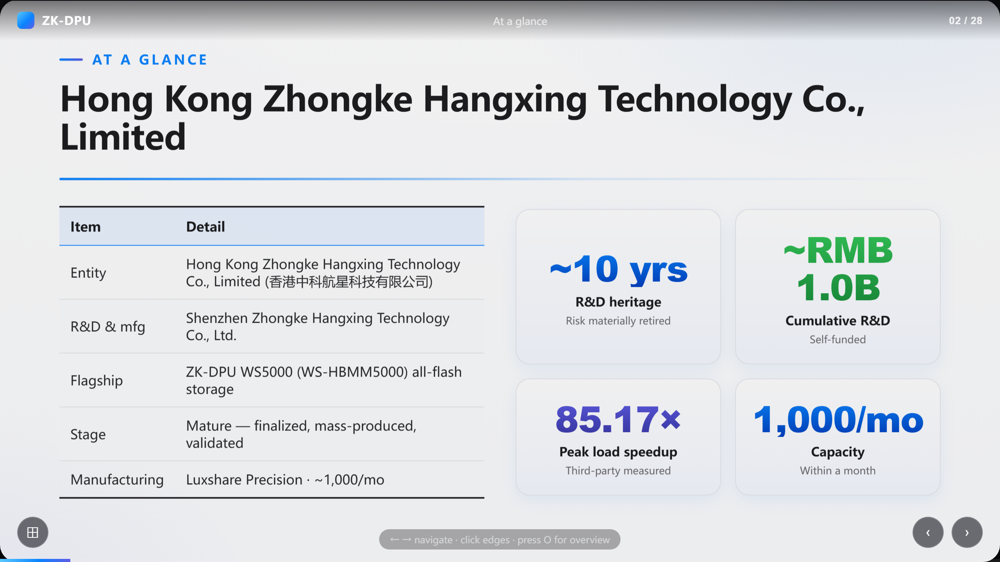 ZK-DPU
At a glance
02 / 28
AT A GLANCE
Hong Kong Zhongke Hangxing Technology Co.,
Limited
Item
Detail
Entity
Hong Kong Zhongke Hangxing Technology
Co., Limited (香港中科航星科技有限公司)
R&D & mfg
Shenzhen Zhongke Hangxing Technology
Co., Ltd.
Flagship
ZK-DPU WS5000 (WS-HBMM5000) all-flash
storage
Stage
Mature — finalized, mass-produced,
validated
Manufacturing
Luxshare Precision · ~1,000/mo
~10 yrs
R&D heritage
Risk materially retired
~RMB
1.0B
Cumulative R&D
Self-funded
85.17×
Peak load speedup
Third-party measured
1,000/mo
Capacity
Within a month
←→ navigate · click edges · press O for overview
‹
›